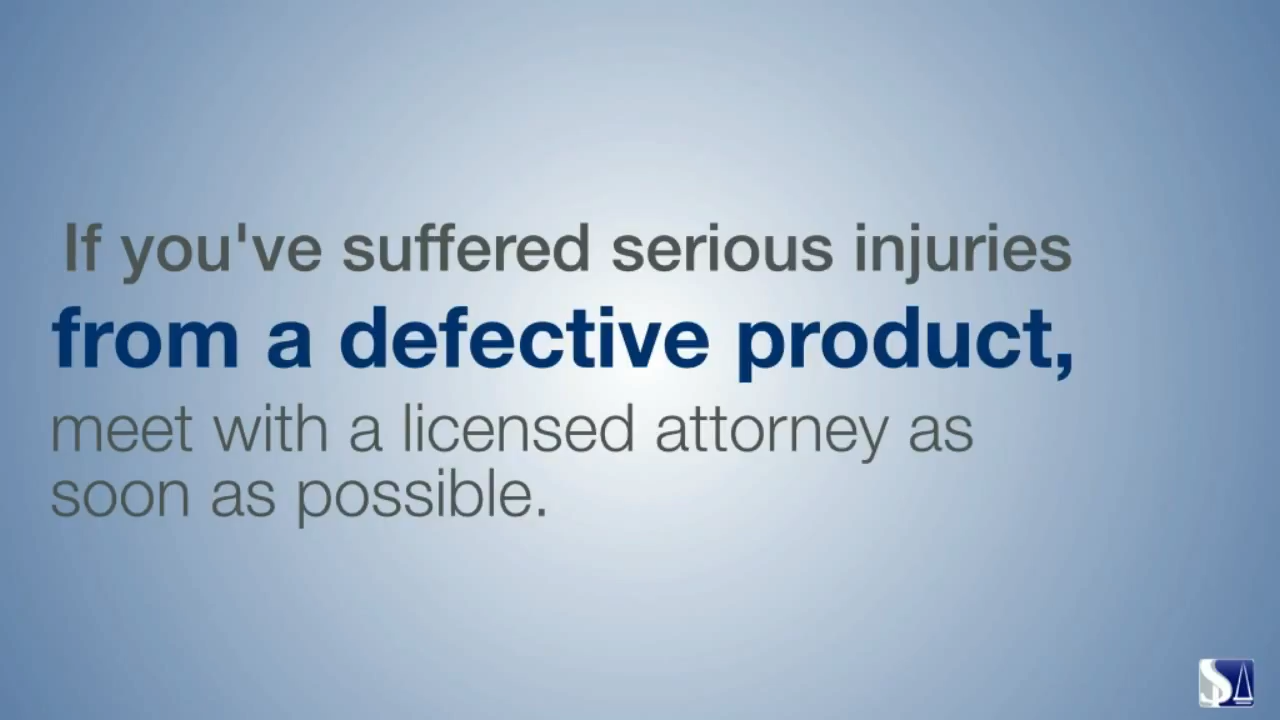 If you've suffered serious injuries
from a defective product,
meet with a licensed attorney as
soon as possible.